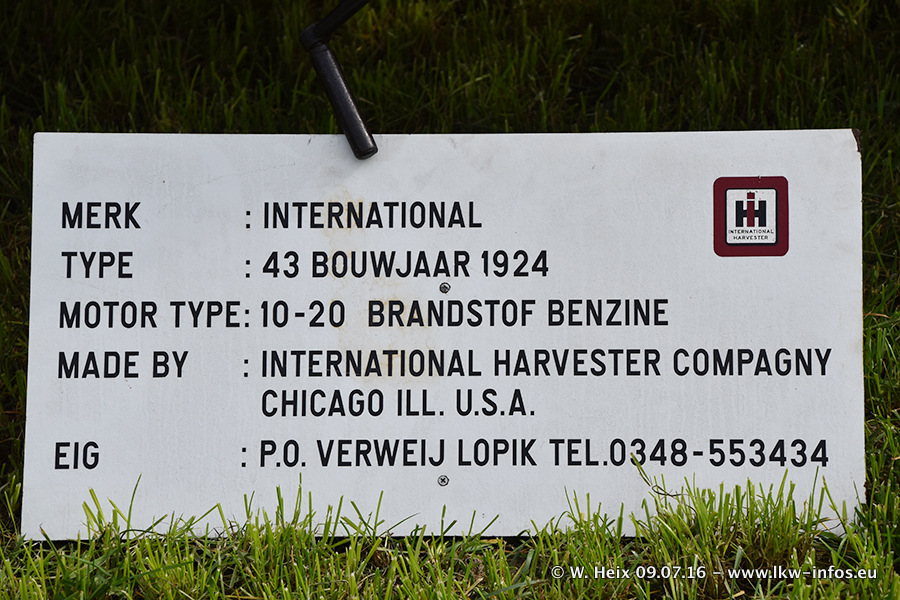 MERK : INTERNATIONAL
TYPE : 43 BOUWJAAR 1924
MOTOR TYPE: 10-20 BRANDSTOF BENZINE
MADE BY : INTERNATIONAL HARVESTER COMPAGNY
CHICAGO ILL. U.S.A.
EIG : P.O. VERWEIJ LOPIK TEL.0348-553434
IH
INTERNATIONAL
HARVESTER
© W. Heix 09.07.16 – www.lkw-infos.eu